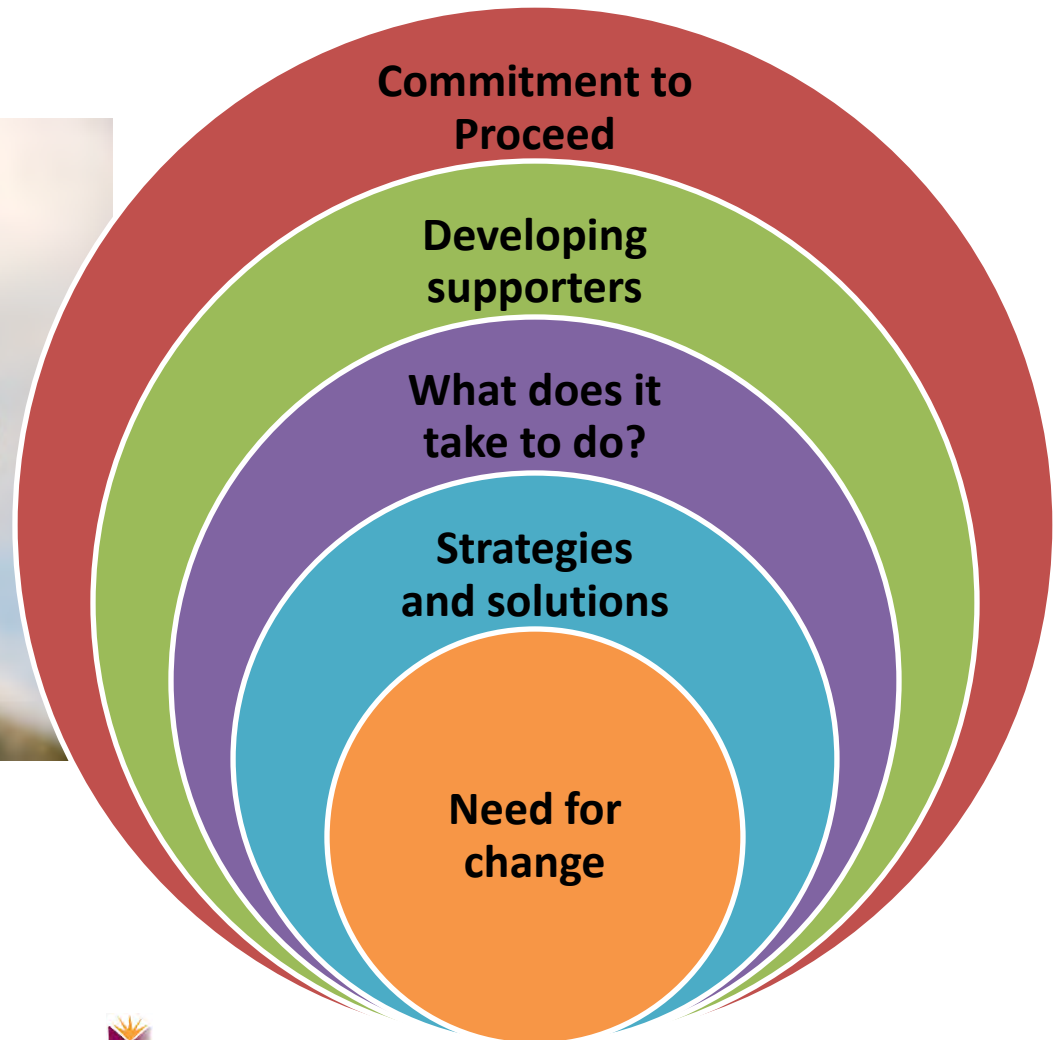 Commitment to
Proceed
Developing
supporters
What does it
take to do?
Strategies
and solutions
Need for
change